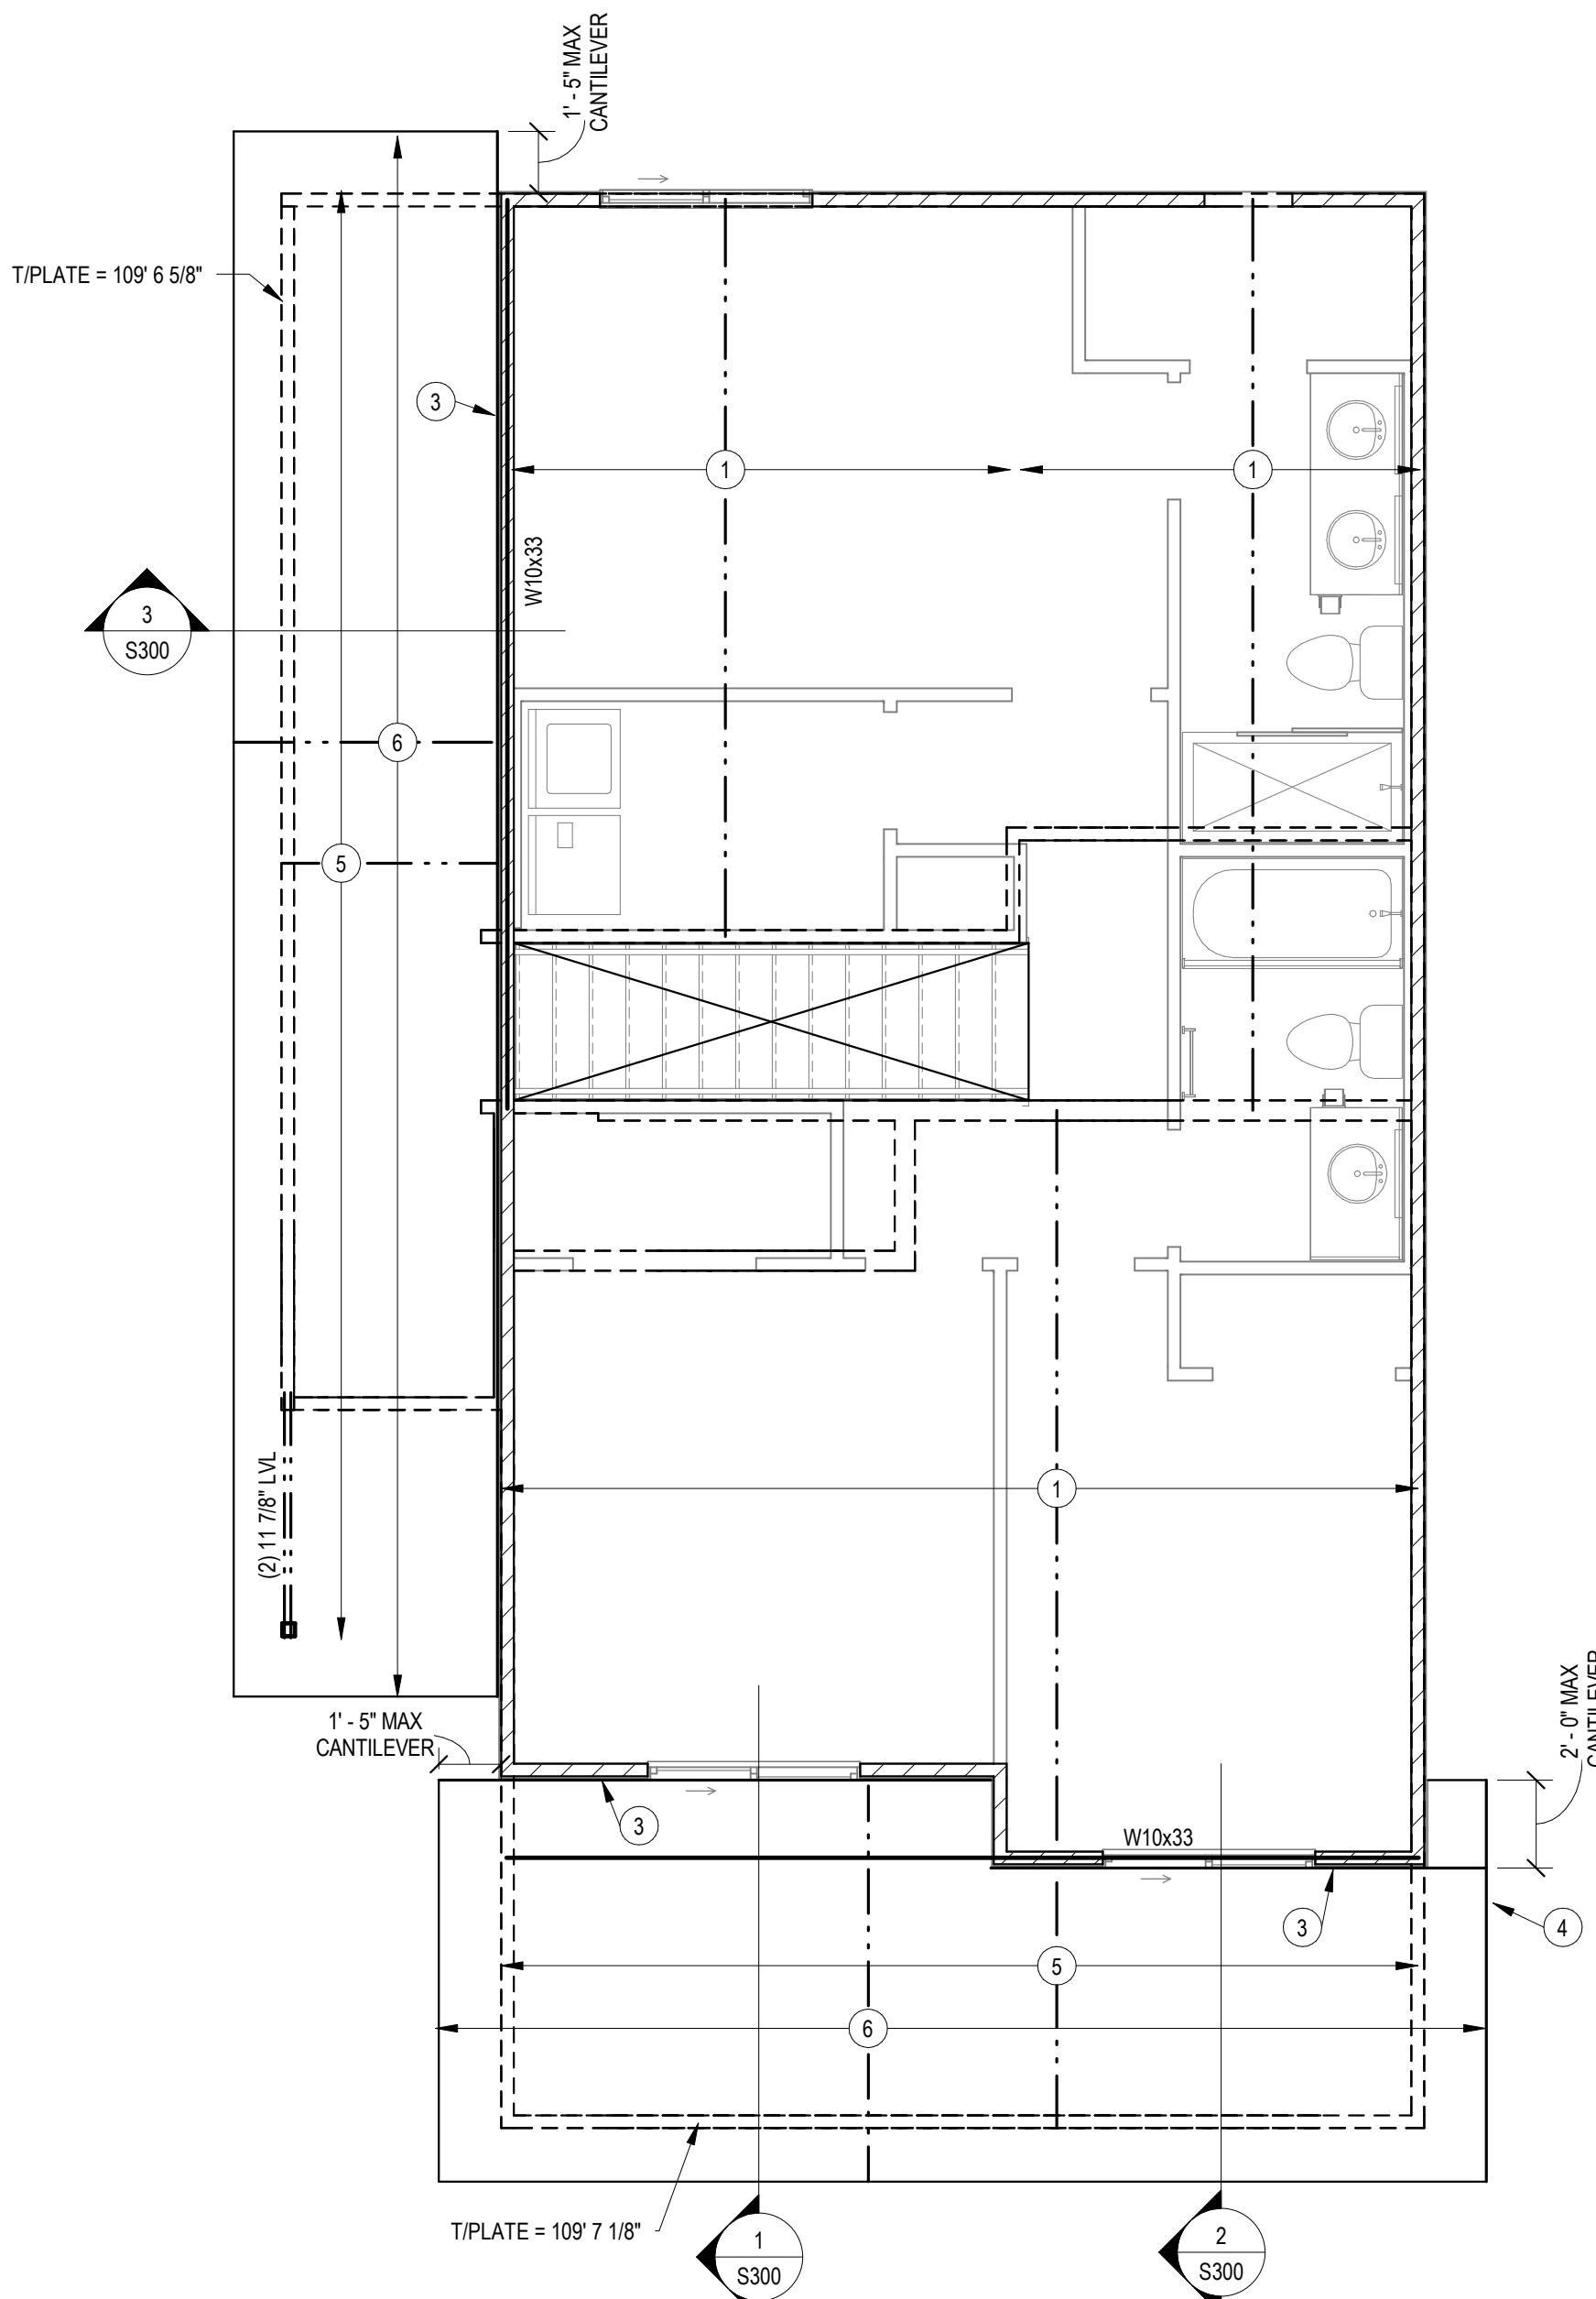 1' - 5" MAX
CANTILEVER
T/PLATE = 109' 6 5/8"
3
1
1
W10x33
3
S300
6
5
(2) 11 7/8" LVL
1
1' - 5" MAX
CANTILEVER
2' - 0" MAX
CANTILEVER
3
W10x33
3
4
5
6
T/PLATE = 109' 7 1/8"
1
S300
2
S300